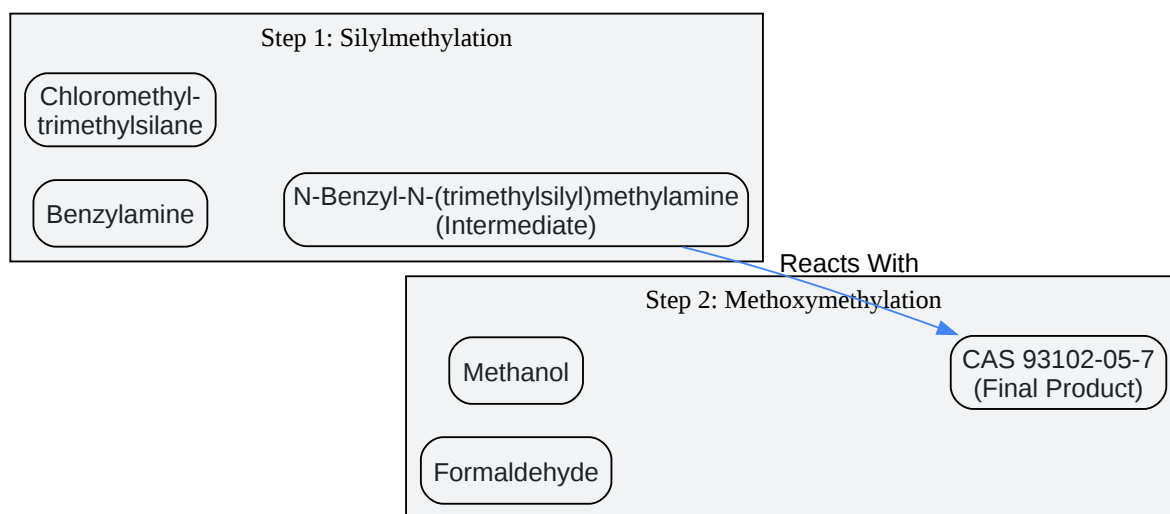 Step 1: Silylmethylation
Chloromethyl-
trimethylsilane
Benzylamine
N-Benzyl-N-(trimethylsilyl)methylamine
(Intermediate)
Reacts With
Step 2: Methoxymethylation
Methanol
CAS 93102-05-7
(Final Product)
Formaldehyde